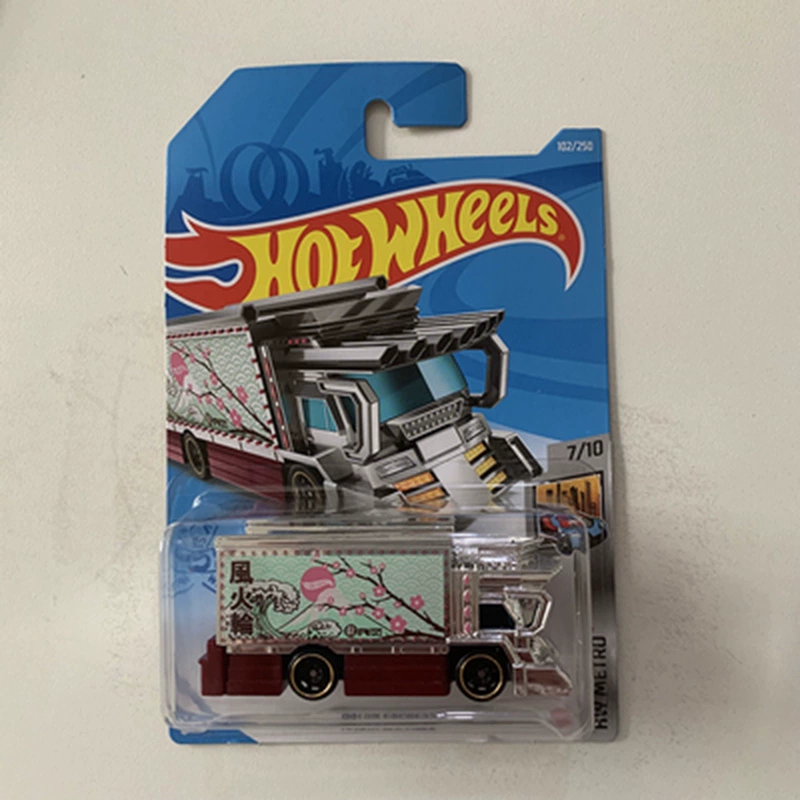 102/250
HOT WHEELS
7/10
風
火
輪
HW METRO